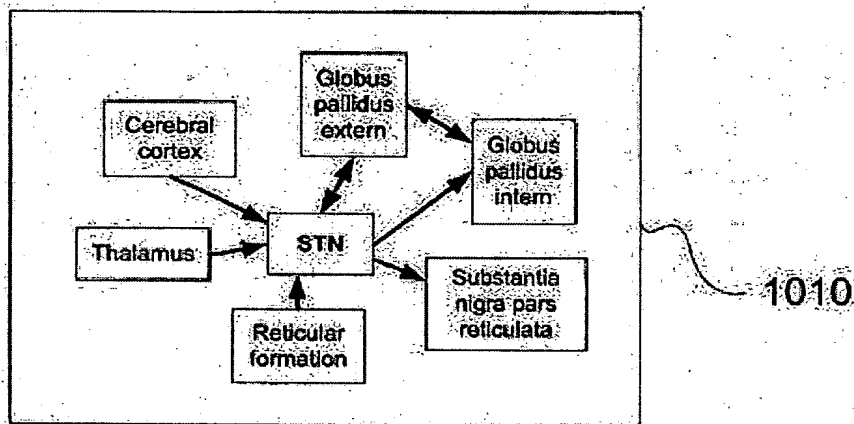 Globus
pallidus
extern
Cerebral
cortex
Globus
pallidus
intern
STN
Thalamus
Substantia
nigra pars
reticulata
Reticular
formation
1010